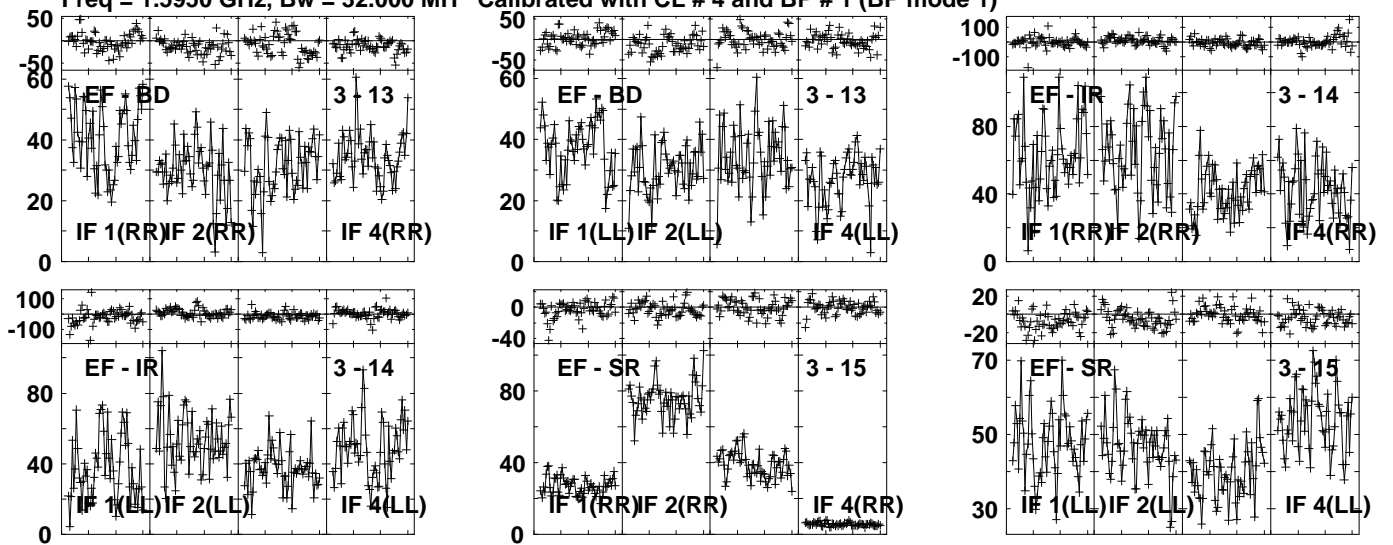 Freq = 1.5950 GHz, Bw = 32.000 MH Calibrated with CL # 4 and BP # 1 (BP mode 1)
50
-50
60
40
20
0
EF - BD
3 - 13
IF 1(RR)
IF 2(RR)
IF 4(RR)
50
-50
60
40
20
0
EF - BD
3 - 13
IF 1(LL)
IF 2(LL)
IF 4(LL)
100
-100
80
40
0
EF - IR
3 - 14
IF 1(RR)
IF 2(RR)
IF 4(RR)
100
-100
80
40
0
EF - IR
3 - 14
IF 1(LL)
IF 2(LL)
IF 4(LL)
0
-40
80
40
0
EF - SR
3 - 15
IF 1(RR)
IF 2(RR)
IF 4(RR)
20
-20
70
50
30
EF - SR
3 - 15
IF 1(LL)
IF 2(LL)
IF 4(LL)